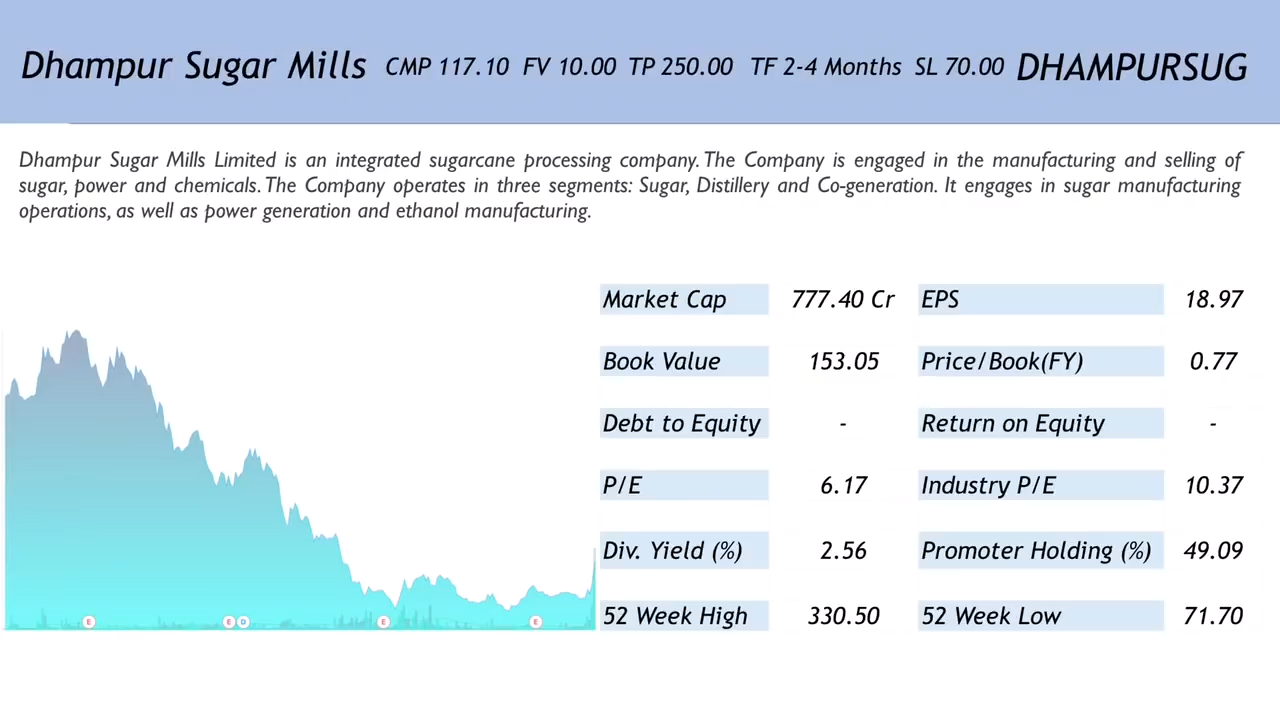 Dhampur Sugar Mills CMP 117.10 FV 10.00 TP 250.00 TF 2-4 Months SL 70.00 DHAMPURSUG
Dhampur Sugar Mills Limited is an integrated sugarcane processing company. The Company is engaged in the manufacturing and selling of
sugar, power and chemicals. The Company operates in three segments: Sugar, Distillery and Co-generation. It engages in sugar manufacturing
operations, as well as power generation and ethanol manufacturing.
Market Cap 777.40 Cr EPS 18.97
Book Value 153.05 Price/Book(FY) 0.77
Debt to Equity - Return on Equity -
P/E 6.17 Industry P/E 10.37
Div. Yield (%) 2.56 Promoter Holding (%) 49.09
52 Week High 330.50 52 Week Low 71.70
E E D E E